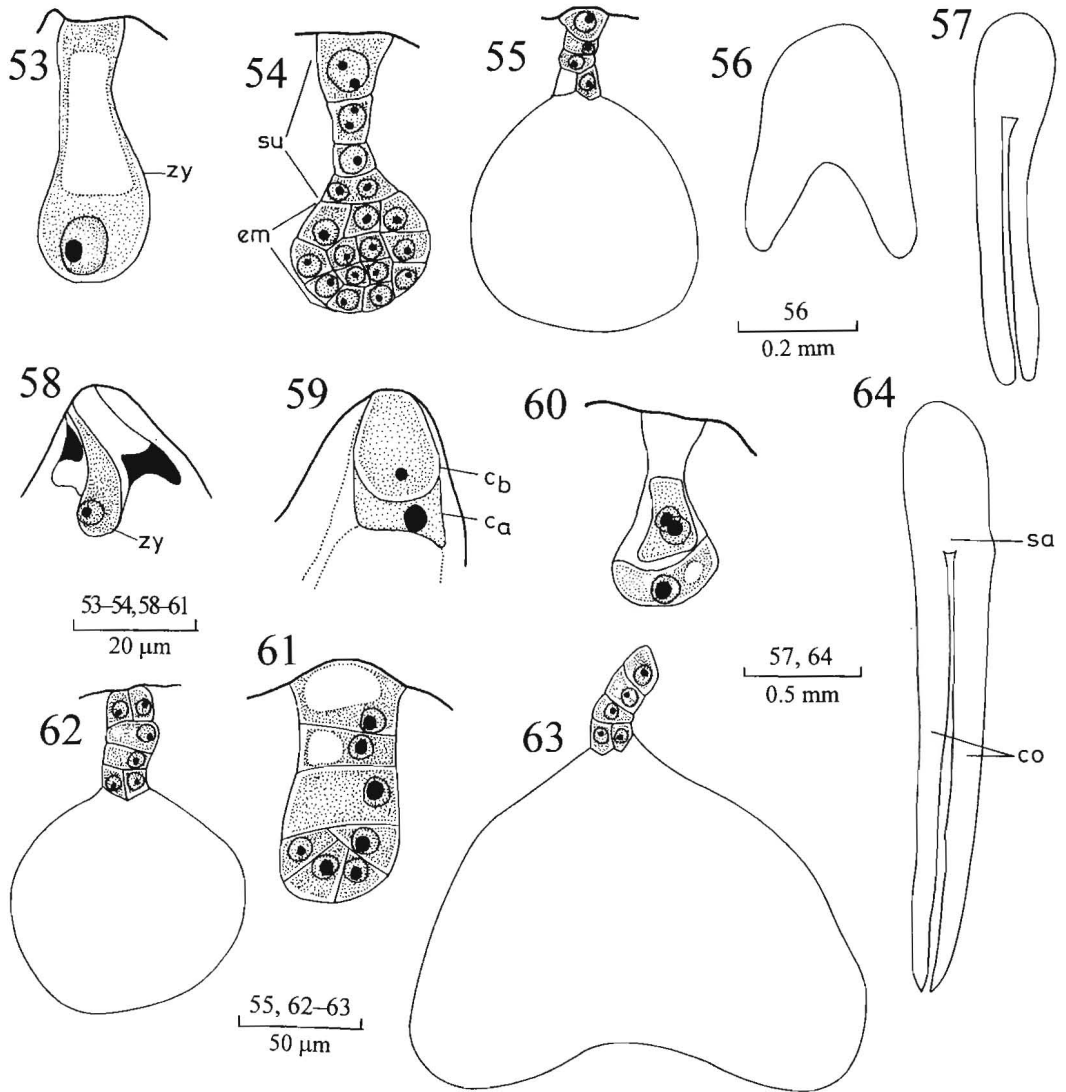 53
zy
54
su
em
55
56
56
0.2 mm
57
58
zy
53–54, 58–61
20 µm
59
cb
ca
60
57, 64
0.5 mm
64
sa
co
62
61
63
55, 62–63
50 µm